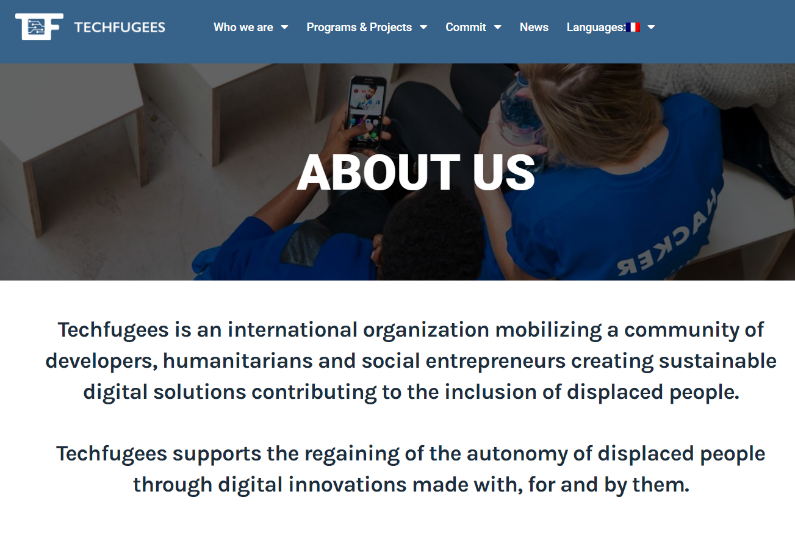 TECHFUGEES
Who we are
Programs & Projects
Commit
News
Languages:
ABOUT US
HACKER
Techfugees is an international organization mobilizing a community of
developers, humanitarians and social entrepreneurs creating sustainable
digital solutions contributing to the inclusion of displaced people.
Techfugees supports the regaining of the autonomy of displaced people
through digital innovations made with, for and by them.